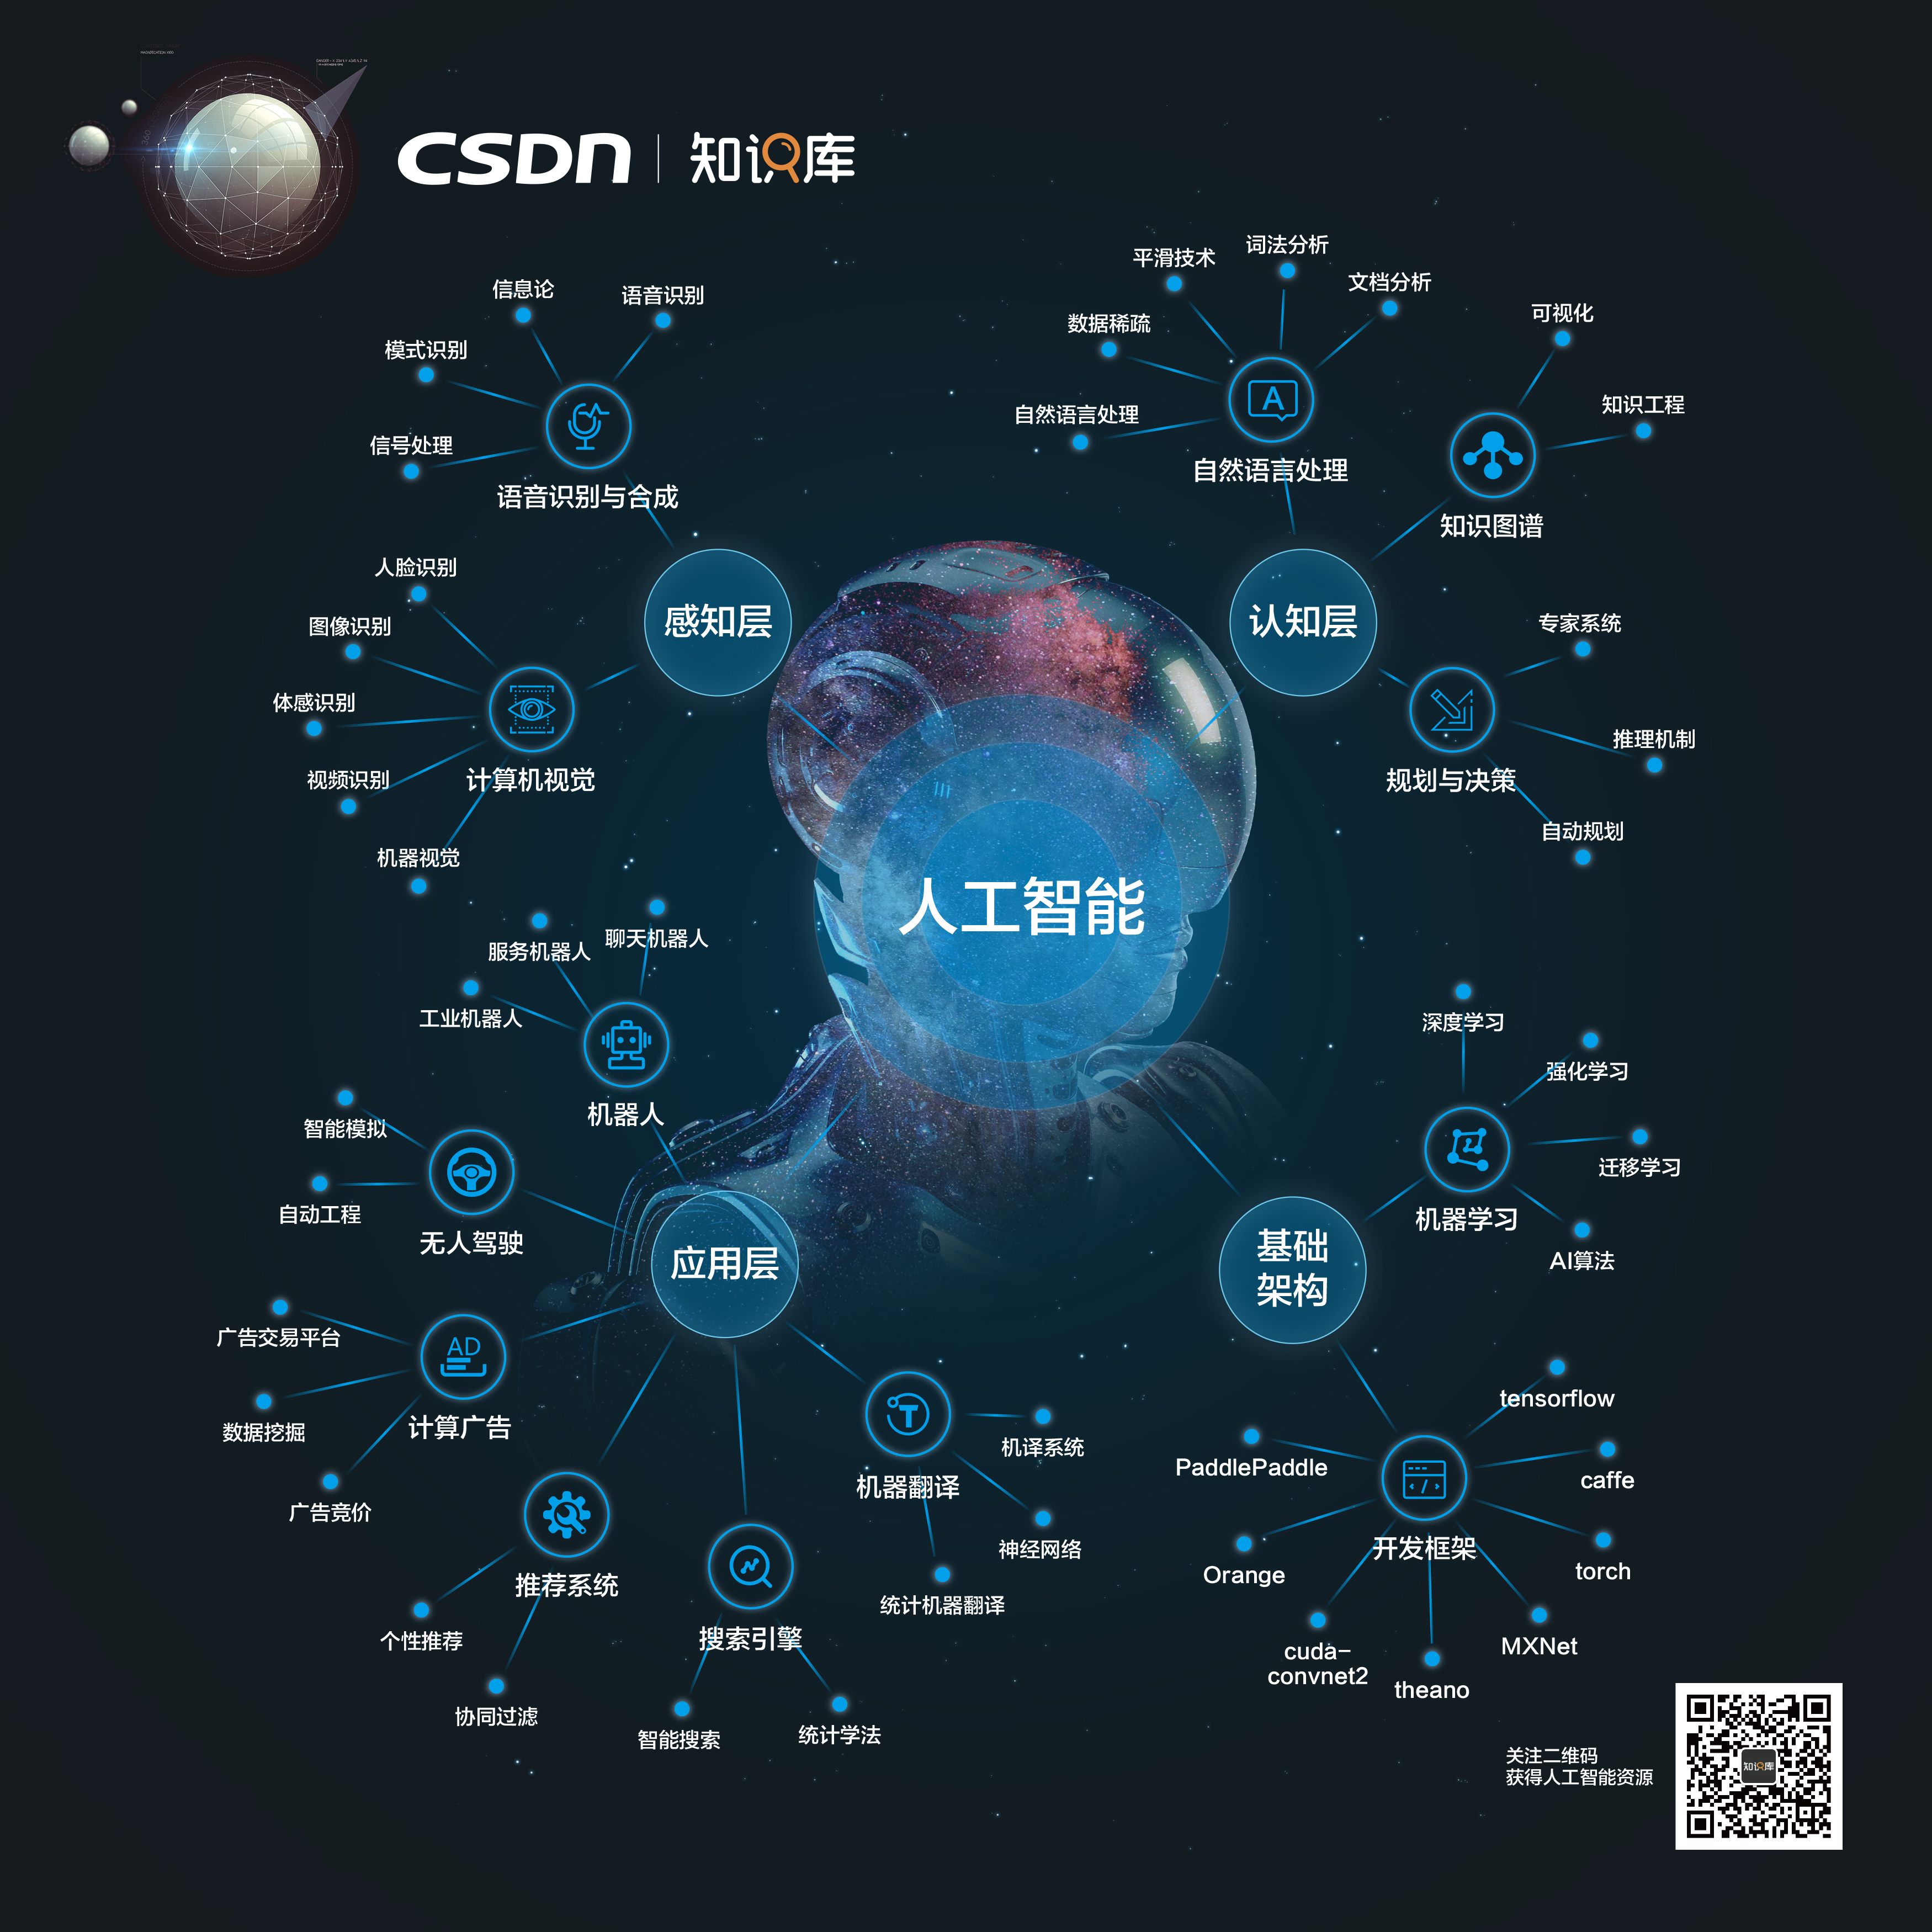 CSDN 知识库
信息论
语音识别
模式识别
信号处理
语音识别与合成
人脸识别
图像识别
体感识别
视频识别
机器视觉
计算机视觉
感知层
平滑技术
词法分析
文档分析
数据稀疏
自然语言处理
自然语言处理
可视化
知识工程
知识图谱
认知层
专家系统
推理机制
自动规划
规划与决策
人工智能
服务机器人
聊天机器人
工业机器人
机器人
智能模拟
自动工程
无人驾驶
应用层
广告交易平台
数据挖掘
广告竞价
AD
计算广告
推荐系统
个性推荐
协同过滤
搜索引擎
智能搜索
统计学法
T
机器翻译
机译系统
神经网络
统计机器翻译
深度学习
强化学习
迁移学习
AI算法
机器学习
基础
架构
tensorflow
caffe
torch
MXNet
theano
cuda-
convnet2
Orange
PaddlePaddle
开发框架
A
关注二维码
获得人工智能资源
知识库